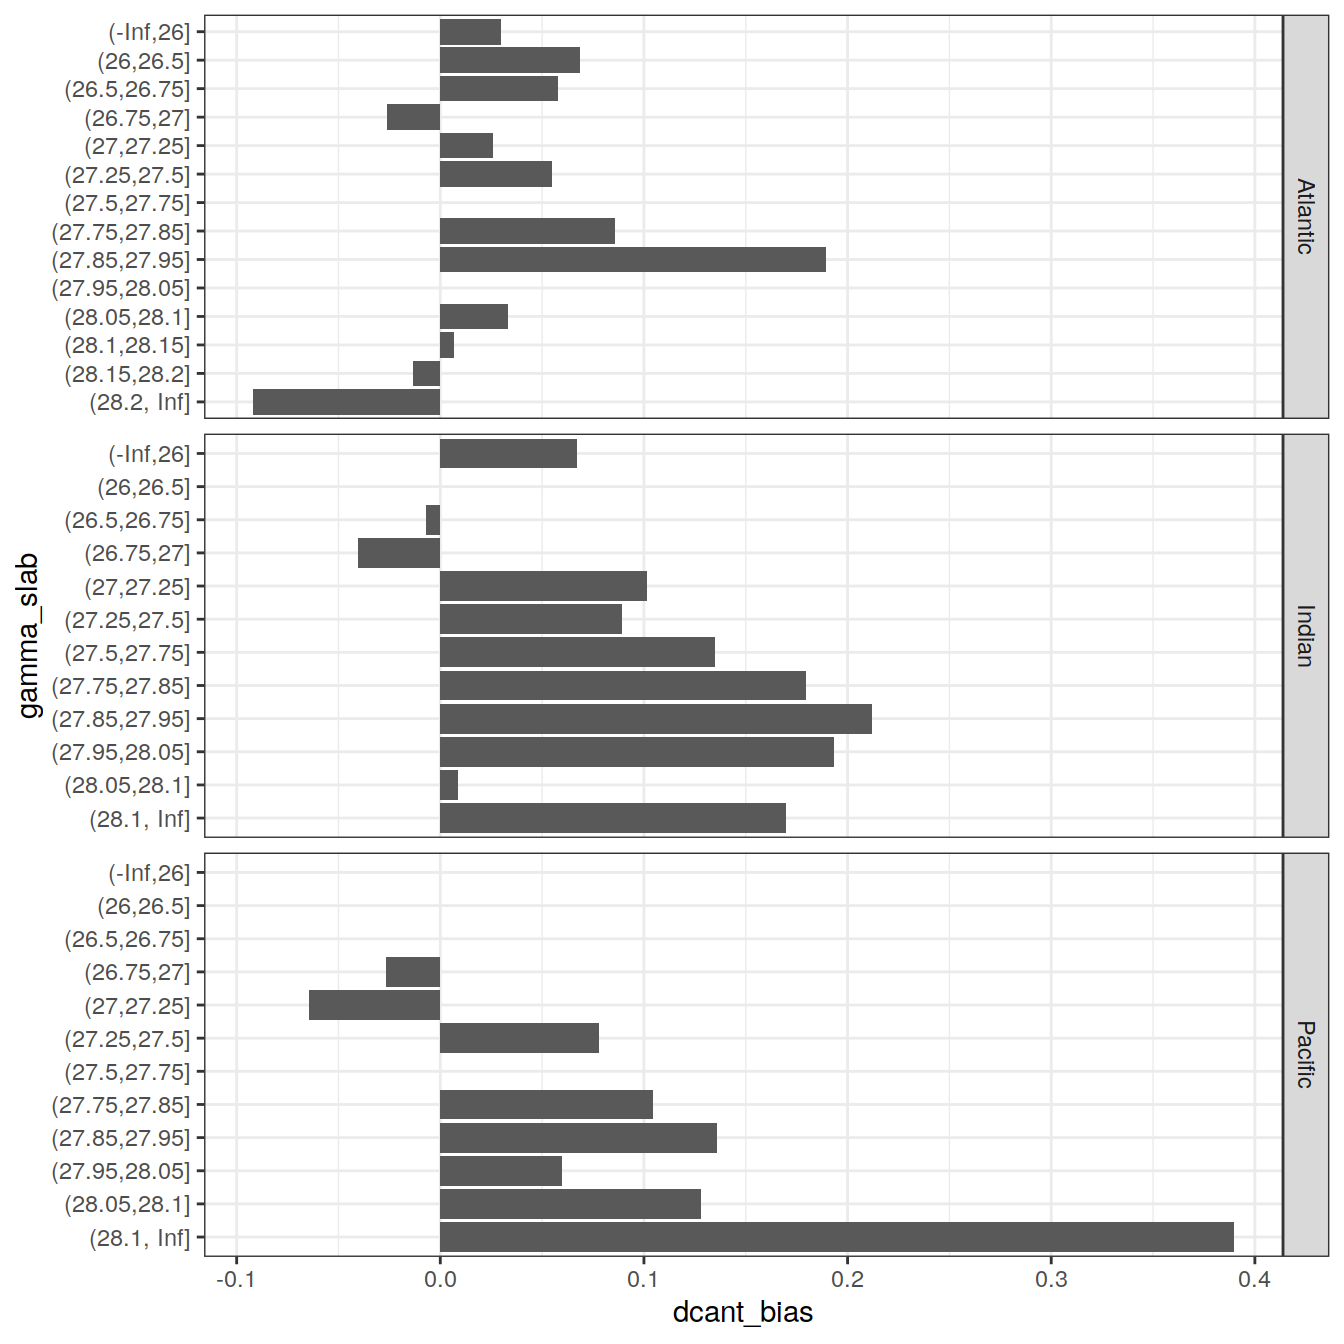 (-Inf,26]
(26,26.5]
(26.5,26.75]
(26.75,27]
(27,27.25]
(27.25,27.5]
(27.5,27.75]
(27.75,27.85]
(27.85,27.95]
(27.95,28.05]
(28.05,28.1]
(28.1,28.15]
(28.15,28.2]
(28.2, Inf]
Atlantic
(-Inf,26]
(26,26.5]
(26.5,26.75]
(26.75,27]
(27,27.25]
(27.25,27.5]
(27.5,27.75]
(27.75,27.85]
(27.85,27.95]
(27.95,28.05]
(28.05,28.1]
(28.1, Inf]
Indian
gamma_slab
(-Inf,26]
(26,26.5]
(26.5,26.75]
(26.75,27]
(27,27.25]
(27.25,27.5]
(27.5,27.75]
(27.75,27.85]
(27.85,27.95]
(27.95,28.05]
(28.05,28.1]
(28.1, Inf]
Pacific
-0.1 0.0 0.1 0.2 0.3 0.4
dcant_bias